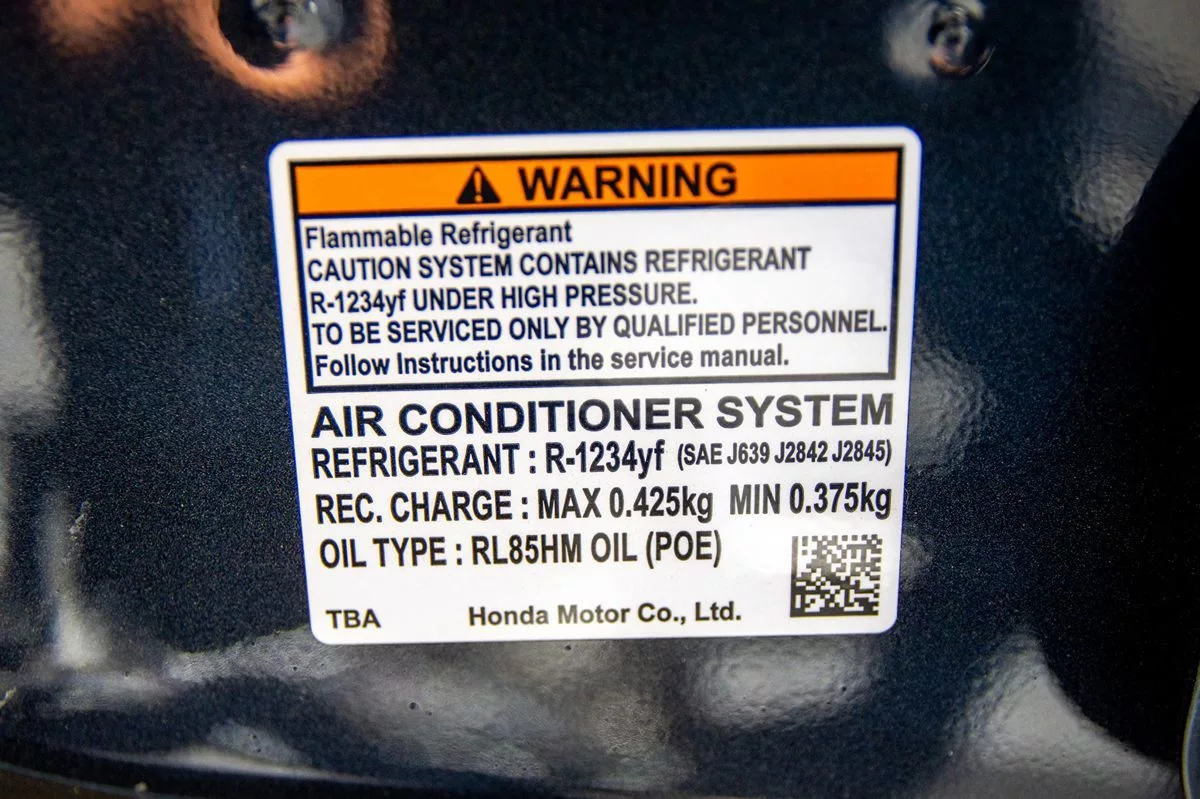 WARNING
Flammable Refrigerant
CAUTION SYSTEM CONTAINS REFRIGERANT
R-1234yf UNDER HIGH PRESSURE.
TO BE SERVICED ONLY BY QUALIFIED PERSONNEL.
Follow Instructions in the service manual.
AIR CONDITIONER SYSTEM
REFRIGERANT : R-1234yf (SAE J639 J2842 J2845)
REC. CHARGE : MAX 0.425kg MIN 0.375kg
OIL TYPE : RL85HM OIL (POE)
TBA Honda Motor Co., Ltd.